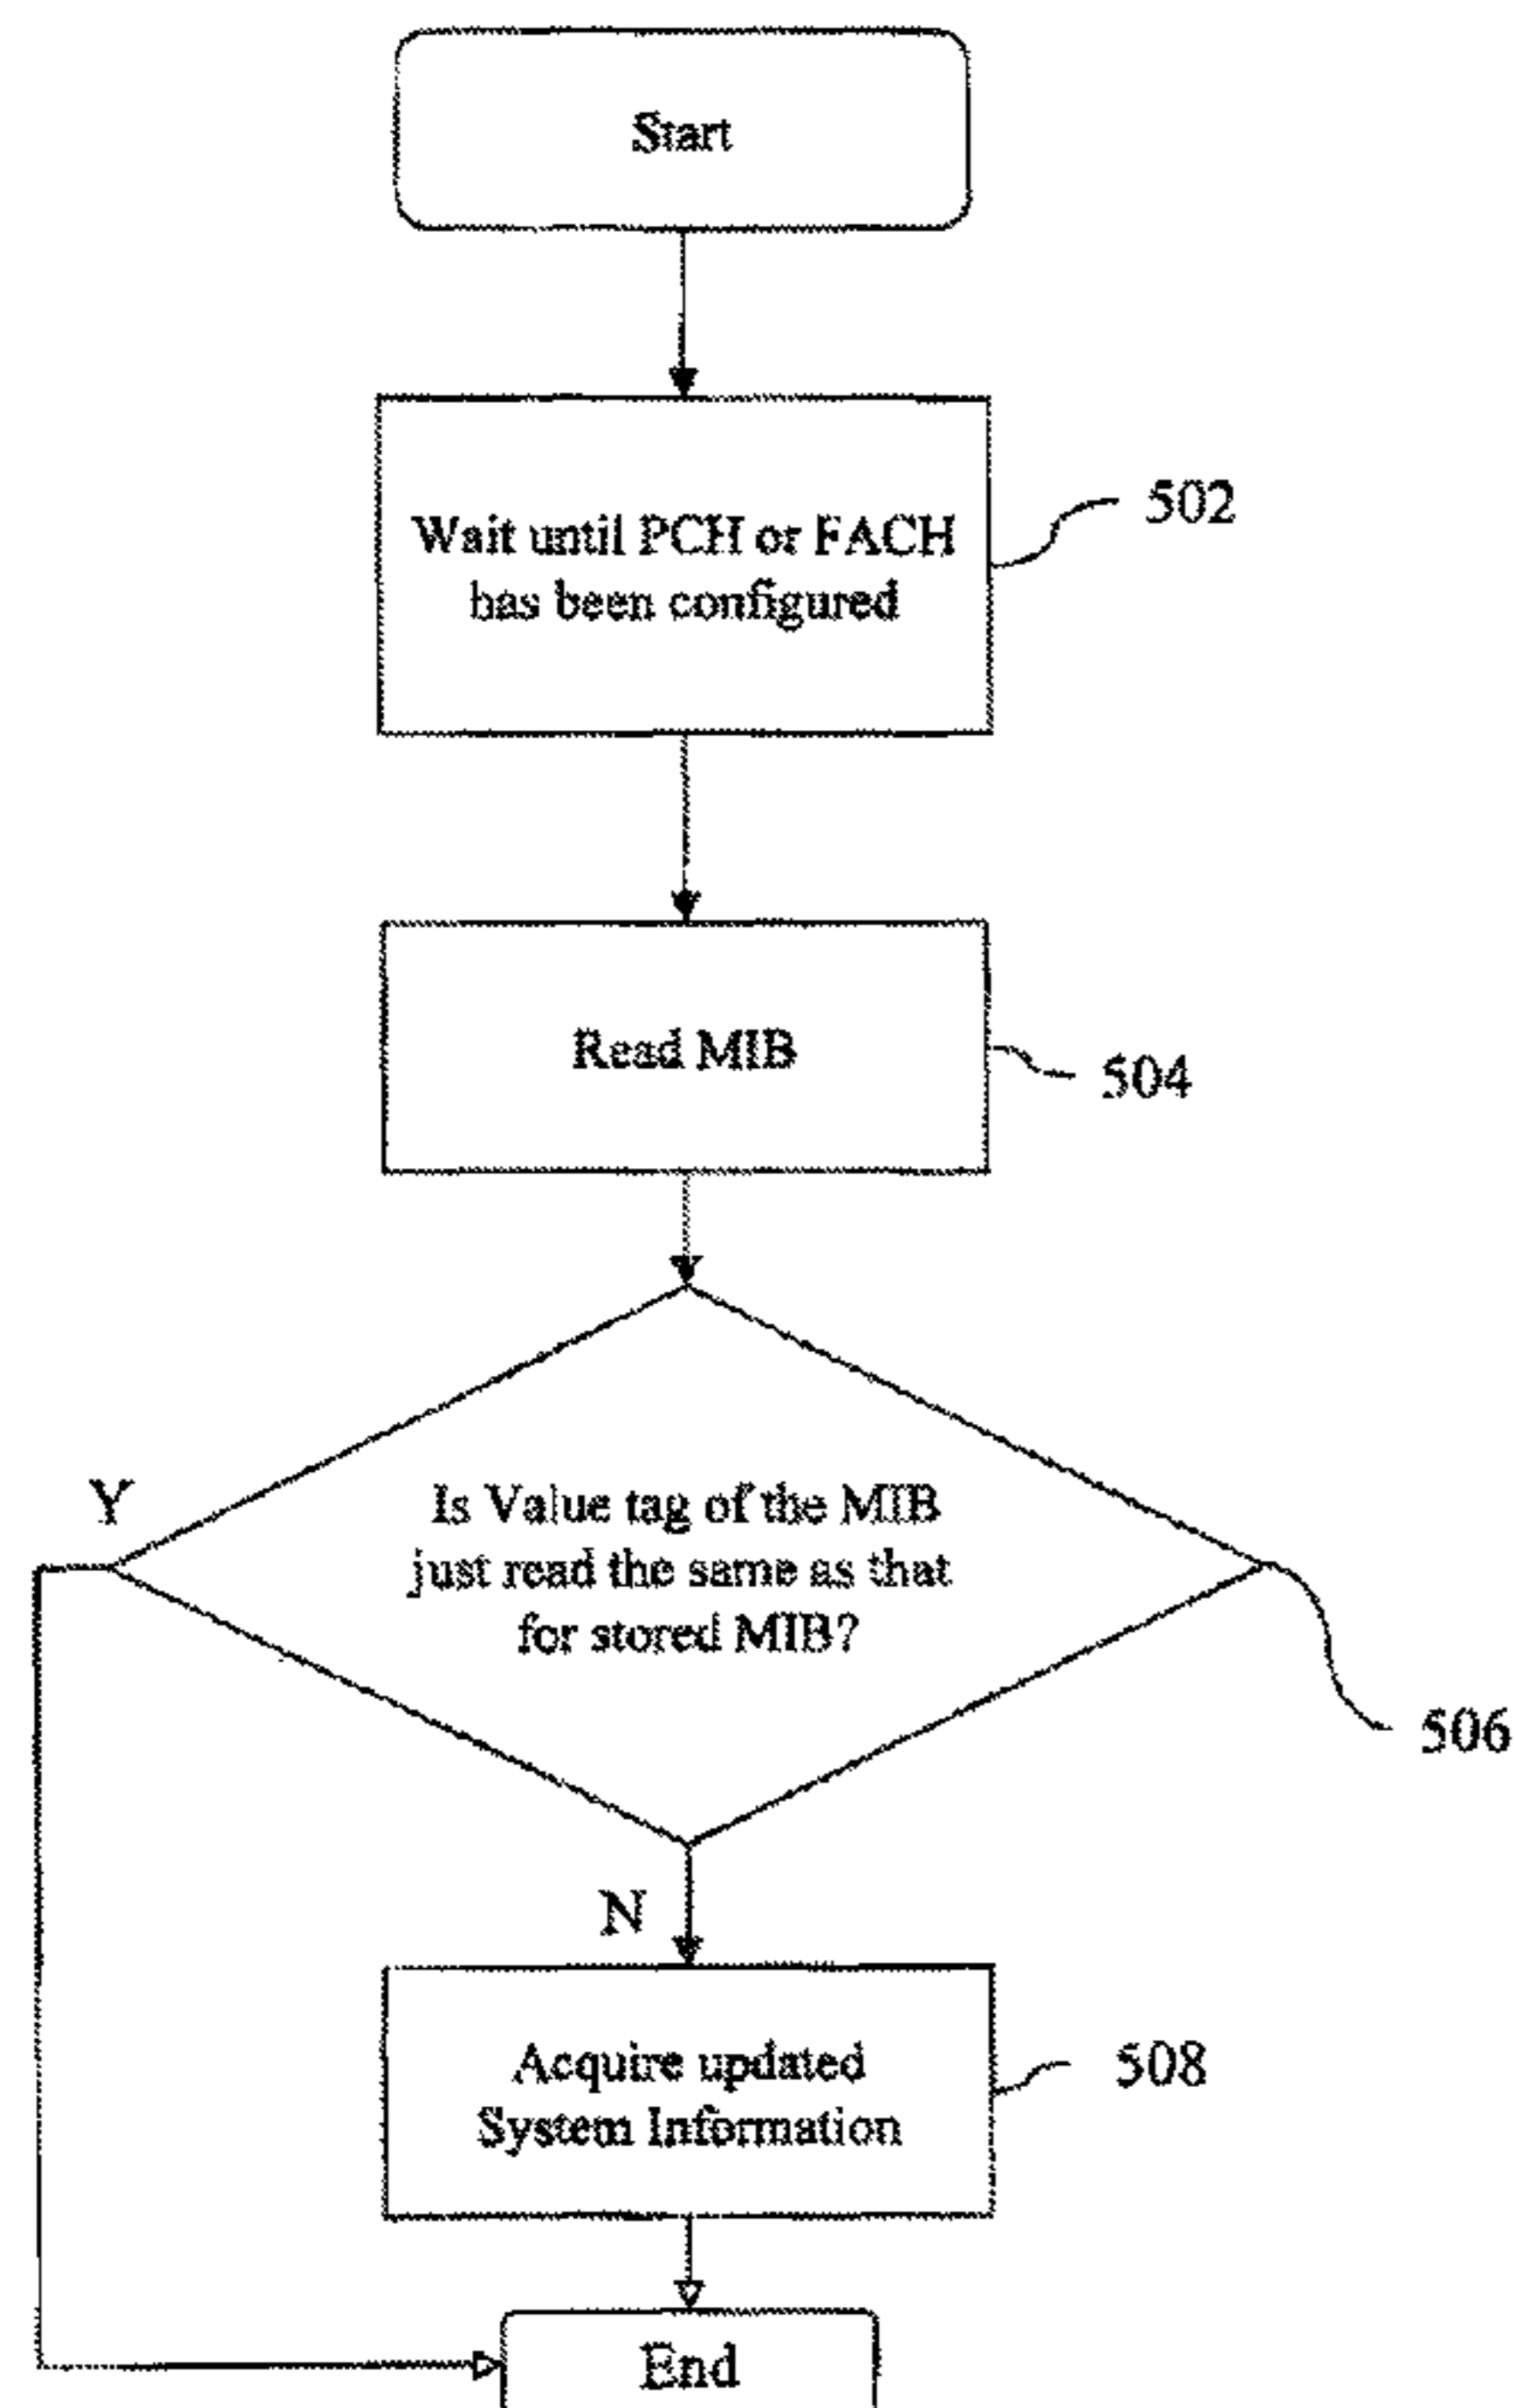 Start
Wait until PCH or FACH
has been configured
502
Read MIB
504
Y
Is Value tag of the MIB
just read the same as that
for stored MIB?
506
N
Acquire updated
System Information
508
End